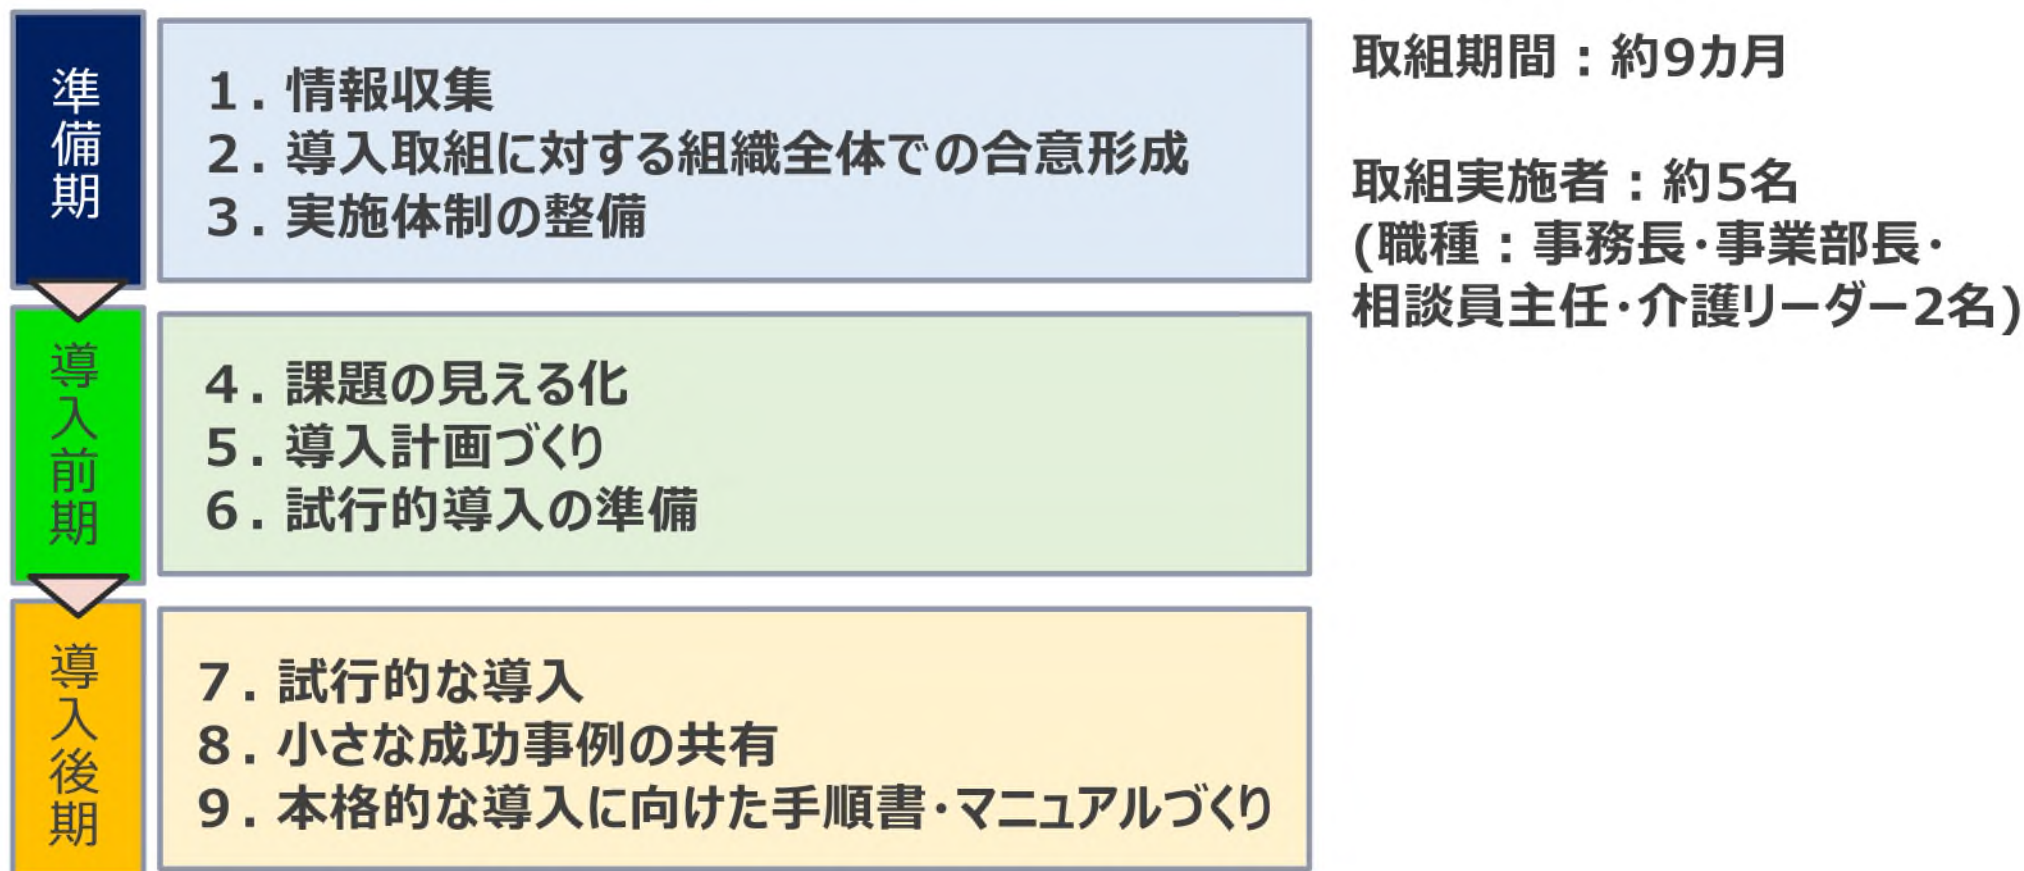 準備期
1. 情報収集
2. 導入取組に対する組織全体での合意形成
3. 実施体制の整備
導入前期
4. 課題の見える化
5. 導入計画づくり
6. 試行的導入の準備
導入後期
7. 試行的な導入
8. 小さな成功事例の共有
9. 本格的な導入に向けた手順書・マニュアルづくり
取組期間：約9カ月
取組実施者：約5名
(職種：事務長・事業部長・
相談員主任・介護リーダー2名)